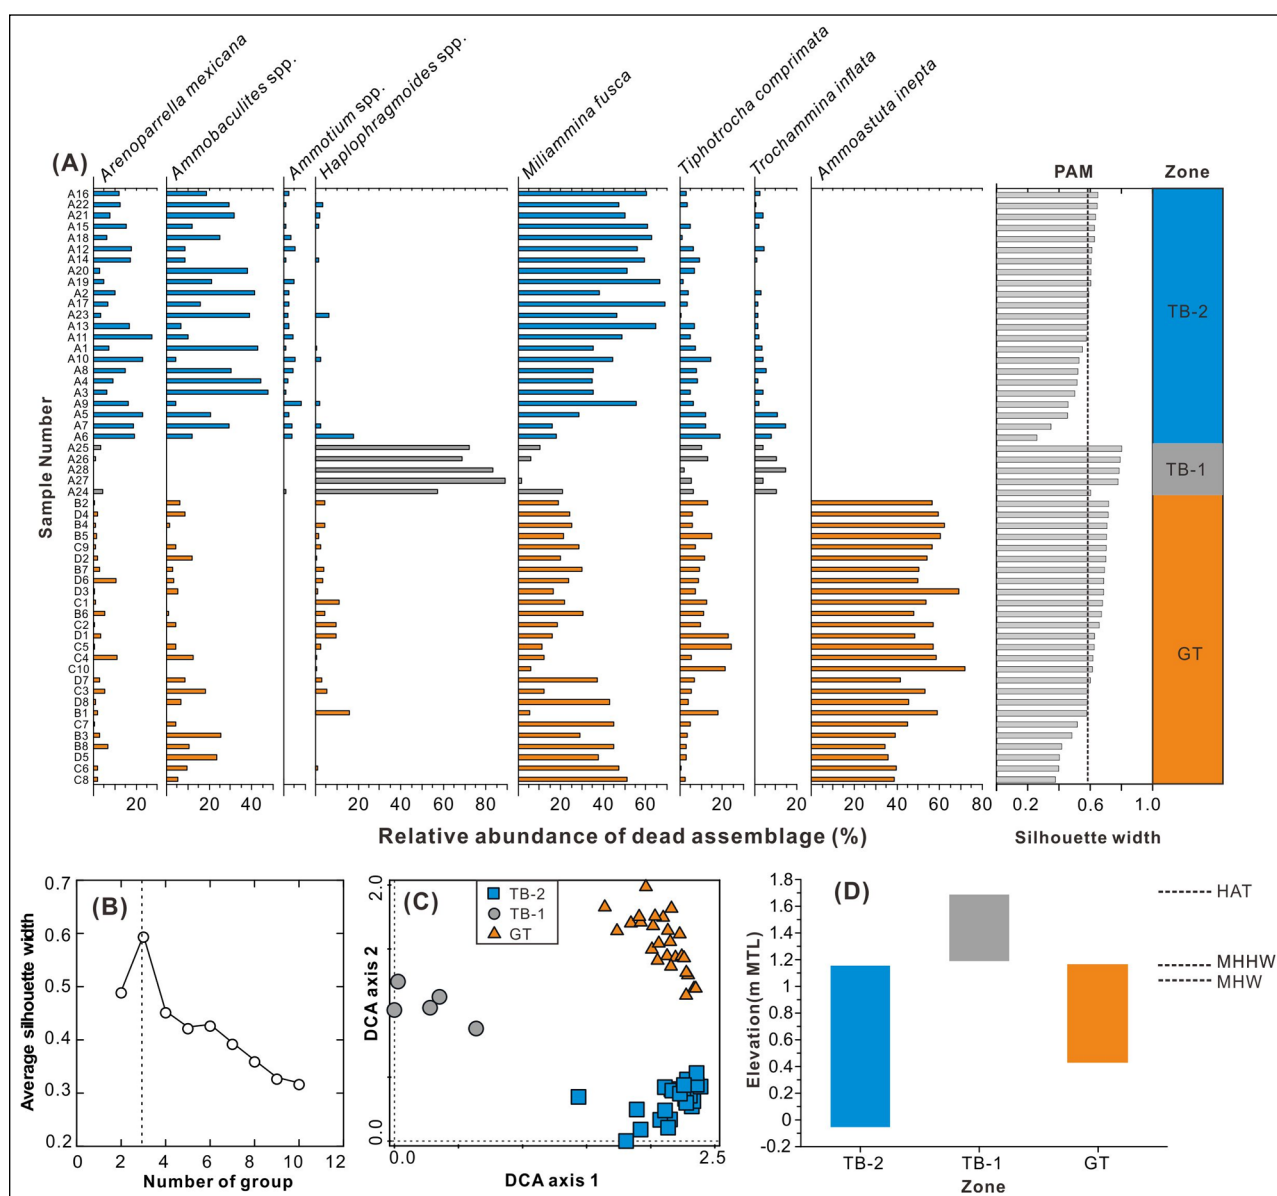 Arenoparrella mexicana
Ammobaculites spp.
Ammotium spp.
Haplophragmoides spp.
Miliammina fusca
Tiphotrocha comprimata
Trochammina inflata
Ammoastuta inepta
(A)
PAM
Zone
Sample Number
A16
A22
A21
A15
A18
A12
A14
A20
A19
A2
A17
A23
A13
A11
A1
A10
A8
A4
A3
A9
A5
A7
A6
A25
A26
A28
A27
A24
B2
D4
B4
B5
C9
D2
B7
D6
D3
C1
B6
C2
D1
C5
C4
C10
D7
C3
D8
B1
C7
B3
B8
D5
C6
C8
TB-2
TB-1
GT
20 20 40 20 40 60 80 20 40 60 20 20 20 40 60 80 0.2 0.6 1.0
Relative abundance of dead assemblage (%)
Silhouette width
(B)
Average silhouette width
0.7
0.6
0.5
0.4
0.3
0.2
0 2 4 6 8 10 12
Number of group
(C)
TB-2
TB-1
GT
DCA axis 2
2.0
0.0
0.0 2.5
DCA axis 1
(D)
Elevation(m MTL)
1.8
1.6
1.4
1.2
1
0.8
0.6
0.4
0.2
0
-0.2
HAT
MHHW
MHW
TB-2 TB-1 GT
Zone